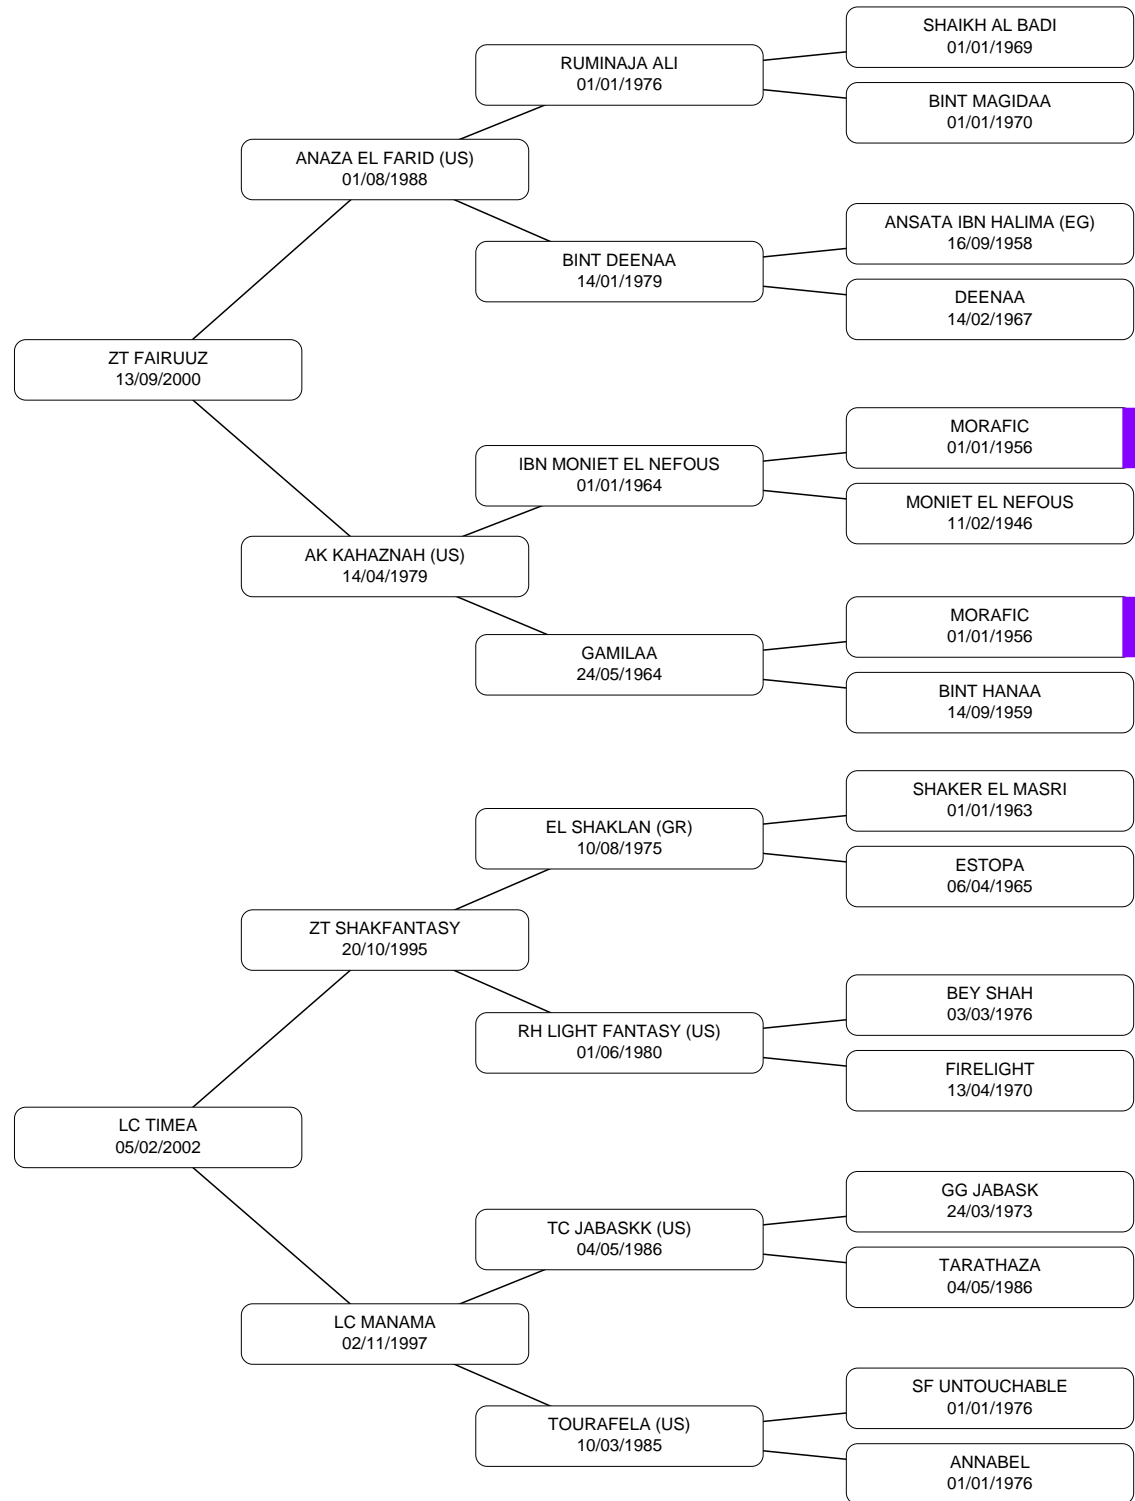 SHAIKH AL BADI
01/01/1969
RUMINAJA ALI
01/01/1976
BINT MAGIDAA
01/01/1970
ANAZA EL FARID (US)
01/08/1988
ANSATA IBN HALIMA (EG)
16/09/1958
BINT DEENAA
14/01/1979
DEENAA
14/02/1967
ZT FAIRUUZ
13/09/2000
MORAFIC
01/01/1956
IBN MONIET EL NEFOUS
01/01/1964
MONIET EL NEFOUS
11/02/1946
AK KAHAZNAH (US)
14/04/1979
MORAFIC
01/01/1956
GAMILAA
24/05/1964
BINT HANAA
14/09/1959
SHAKER EL MASRI
01/01/1963
EL SHAKLAN (GR)
10/08/1975
ESTOPA
06/04/1965
ZT SHAKFANTASY
20/10/1995
BEY SHAH
03/03/1976
RH LIGHT FANTASY (US)
01/06/1980
FIRELIGHT
13/04/1970
LC TIMEA
05/02/2002
GG JABASK
24/03/1973
TC JABASKK (US)
04/05/1986
TARATHAZA
04/05/1986
LC MANAMA
02/11/1997
SF UNTOUCHABLE
01/01/1976
TOURAFELA (US)
10/03/1985
ANNABEL
01/01/1976